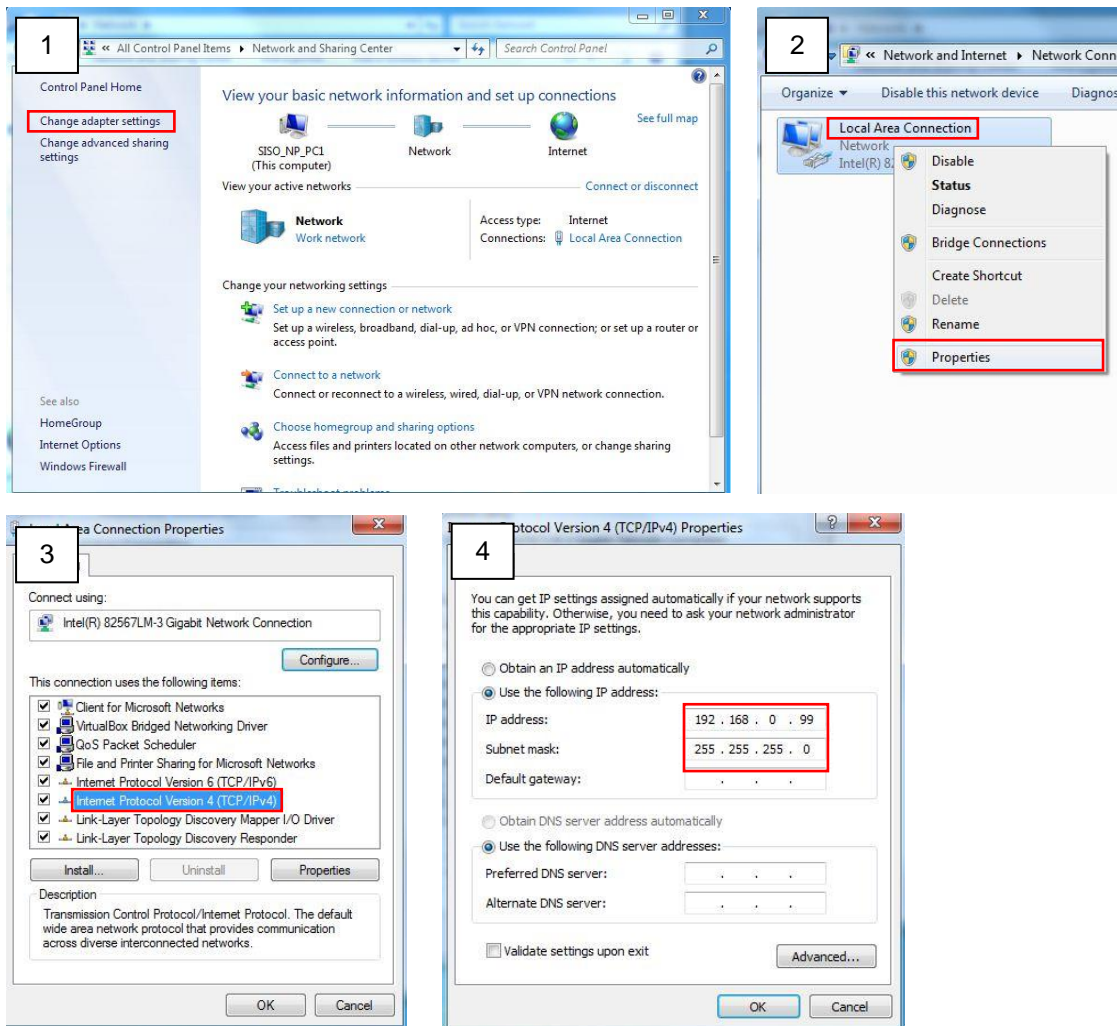 1
« All Control Panel Items ▸ Network and Sharing Center
Search Control Panel
Control Panel Home
Change adapter settings
Change advanced sharing
settings
See also
HomeGroup
Internet Options
Windows Firewall
View your basic network information and set up connections
See full map
SISO_NP_PC1
(This computer)
Network
Internet
View your active networks
Connect or disconnect
Network
Work network
Access type: Internet
Connections: Local Area Connection
Change your networking settings
Set up a new connection or network
Set up a wireless, broadband, dial-up, ad hoc, or VPN connection; or set up a router or
access point.
Connect to a network
Connect or reconnect to a wireless, wired, dial-up, or VPN network connection.
Choose homegroup and sharing options
Access files and printers located on other network computers, or change sharing
settings.
Troubleshoot problems
2
« Network and Internet ▸ Network Conn
Organize Disable this network device Diagnos
Local Area Connection
Network
Intel(R) 8
Disable
Status
Diagnose
Bridge Connections
Create Shortcut
Delete
Rename
Properties
3
ea Connection Properties
Connect using:
Intel(R) 82567LM-3 Gigabit Network Connection
Configure...
This connection uses the following items:
Client for Microsoft Networks
VirtualBox Bridged Networking Driver
QoS Packet Scheduler
File and Printer Sharing for Microsoft Networks
Internet Protocol Version 6 (TCP/IPv6)
Internet Protocol Version 4 (TCP/IPv4)
Link-Layer Topology Discovery Mapper I/O Driver
Link-Layer Topology Discovery Responder
Install... Uninstall Properties
Description
Transmission Control Protocol/Internet Protocol. The default
wide area network protocol that provides communication
across diverse interconnected networks.
OK Cancel
4
otocol Version 4 (TCP/IPv4) Properties
You can get IP settings assigned automatically if your network supports
this capability. Otherwise, you need to ask your network administrator
for the appropriate IP settings.
Obtain an IP address automatically
Use the following IP address:
IP address: 192 . 168 . 0 . 99
Subnet mask: 255 . 255 . 255 . 0
Default gateway: . . .
Obtain DNS server address automatically
Use the following DNS server addresses:
Preferred DNS server: . . .
Alternate DNS server: . . .
Validate settings upon exit
Advanced...
OK Cancel